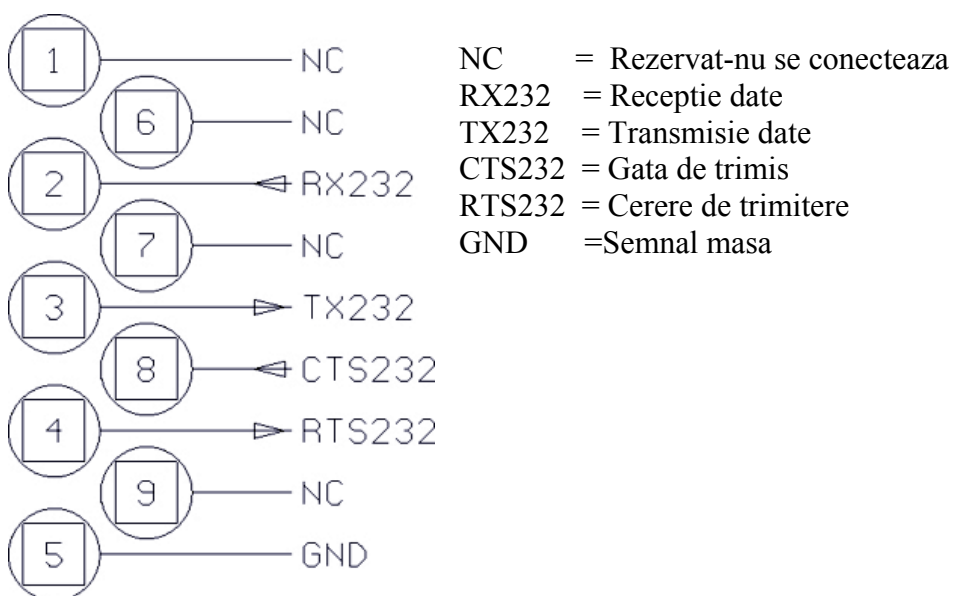 1 NC
6 NC
2 RX232
7 NC
3 TX232
8 CTS232
4 RTS232
9 NC
5 GND
NC = Rezervat-nu se conecteaza
RX232 = Receptie date
TX232 = Transmisie date
CTS232 = Gata de trimis
RTS232 = Cerere de trimitere
GND =Semnal masa